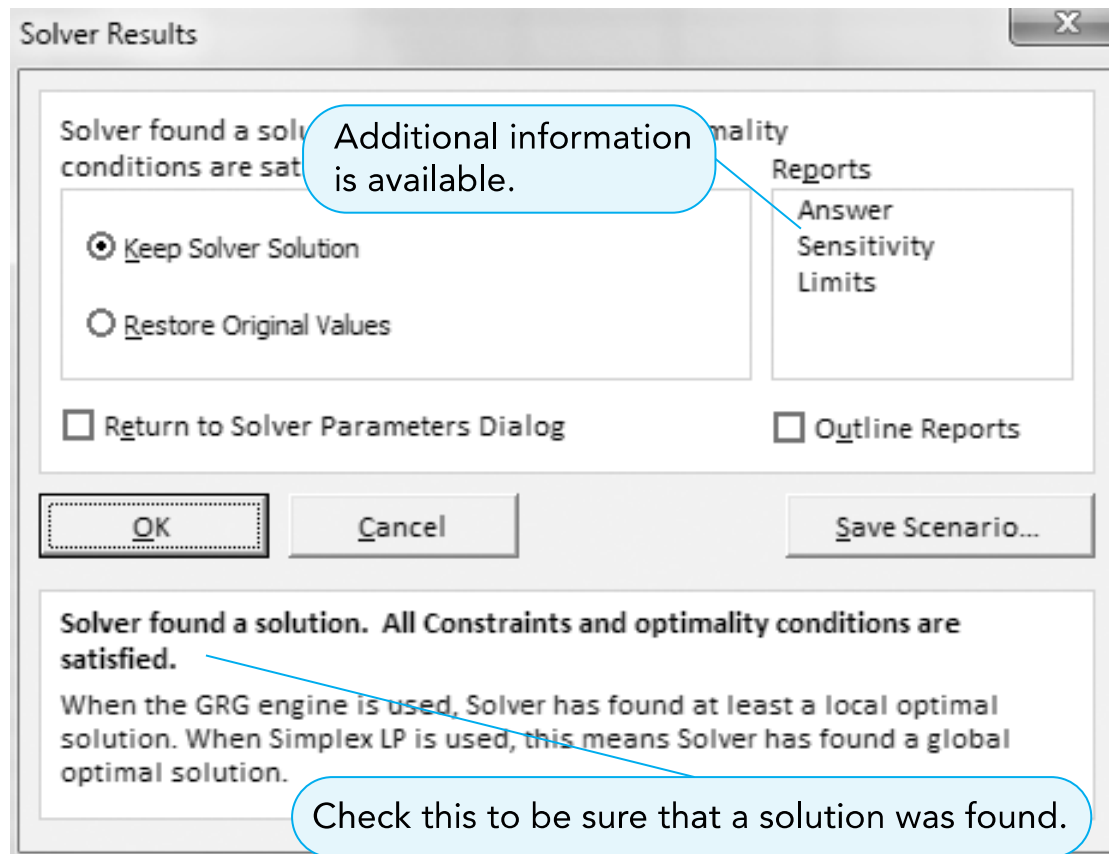 Solver Results
X
Solver found a solu mality
conditions are sat
Additional information
is available.
Reports
Answer
Sensitivity
Limits
Keep Solver Solution
Restore Original Values
Return to Solver Parameters Dialog
Outline Reports
OK
Cancel
Save Scenario...
Solver found a solution. All Constraints and optimality conditions are
satisfied.
When the GRG engine is used, Solver has found at least a local optimal
solution. When Simplex LP is used, this means Solver has found a global
optimal solution.
Check this to be sure that a solution was found.